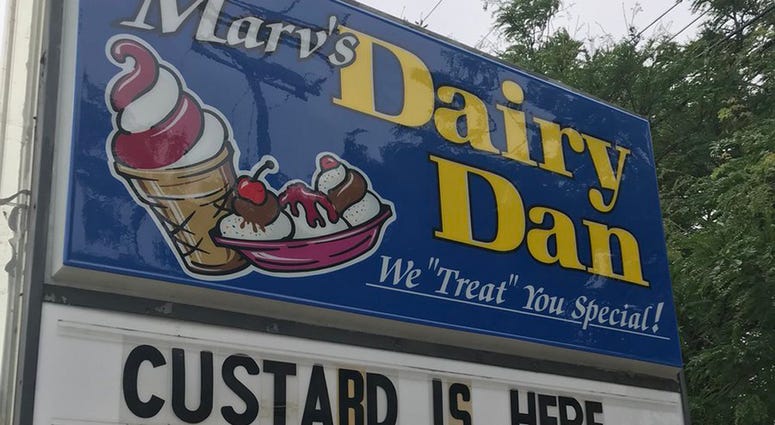 Marv's
Dairy
Dan
We "Treat" You Special!
CUSTARD IS HERE